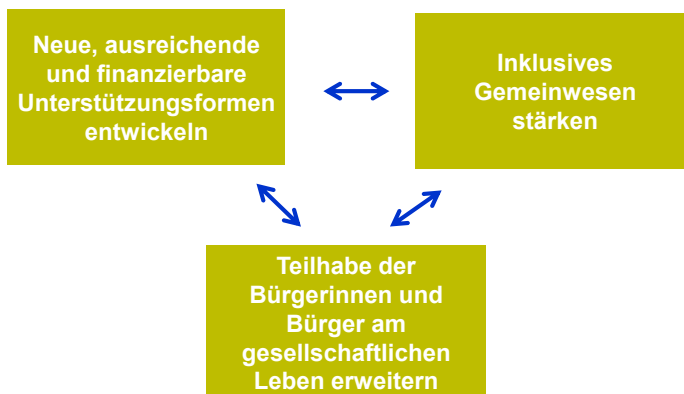 Neue, ausreichende
und finanzierbare
Unterstützungsformen
entwickeln
Inklusives
Gemeinwesen
stärken
Teilhabe der
Bürgerinnen und
Bürger am
gesellschaftlichen
Leben erweitern